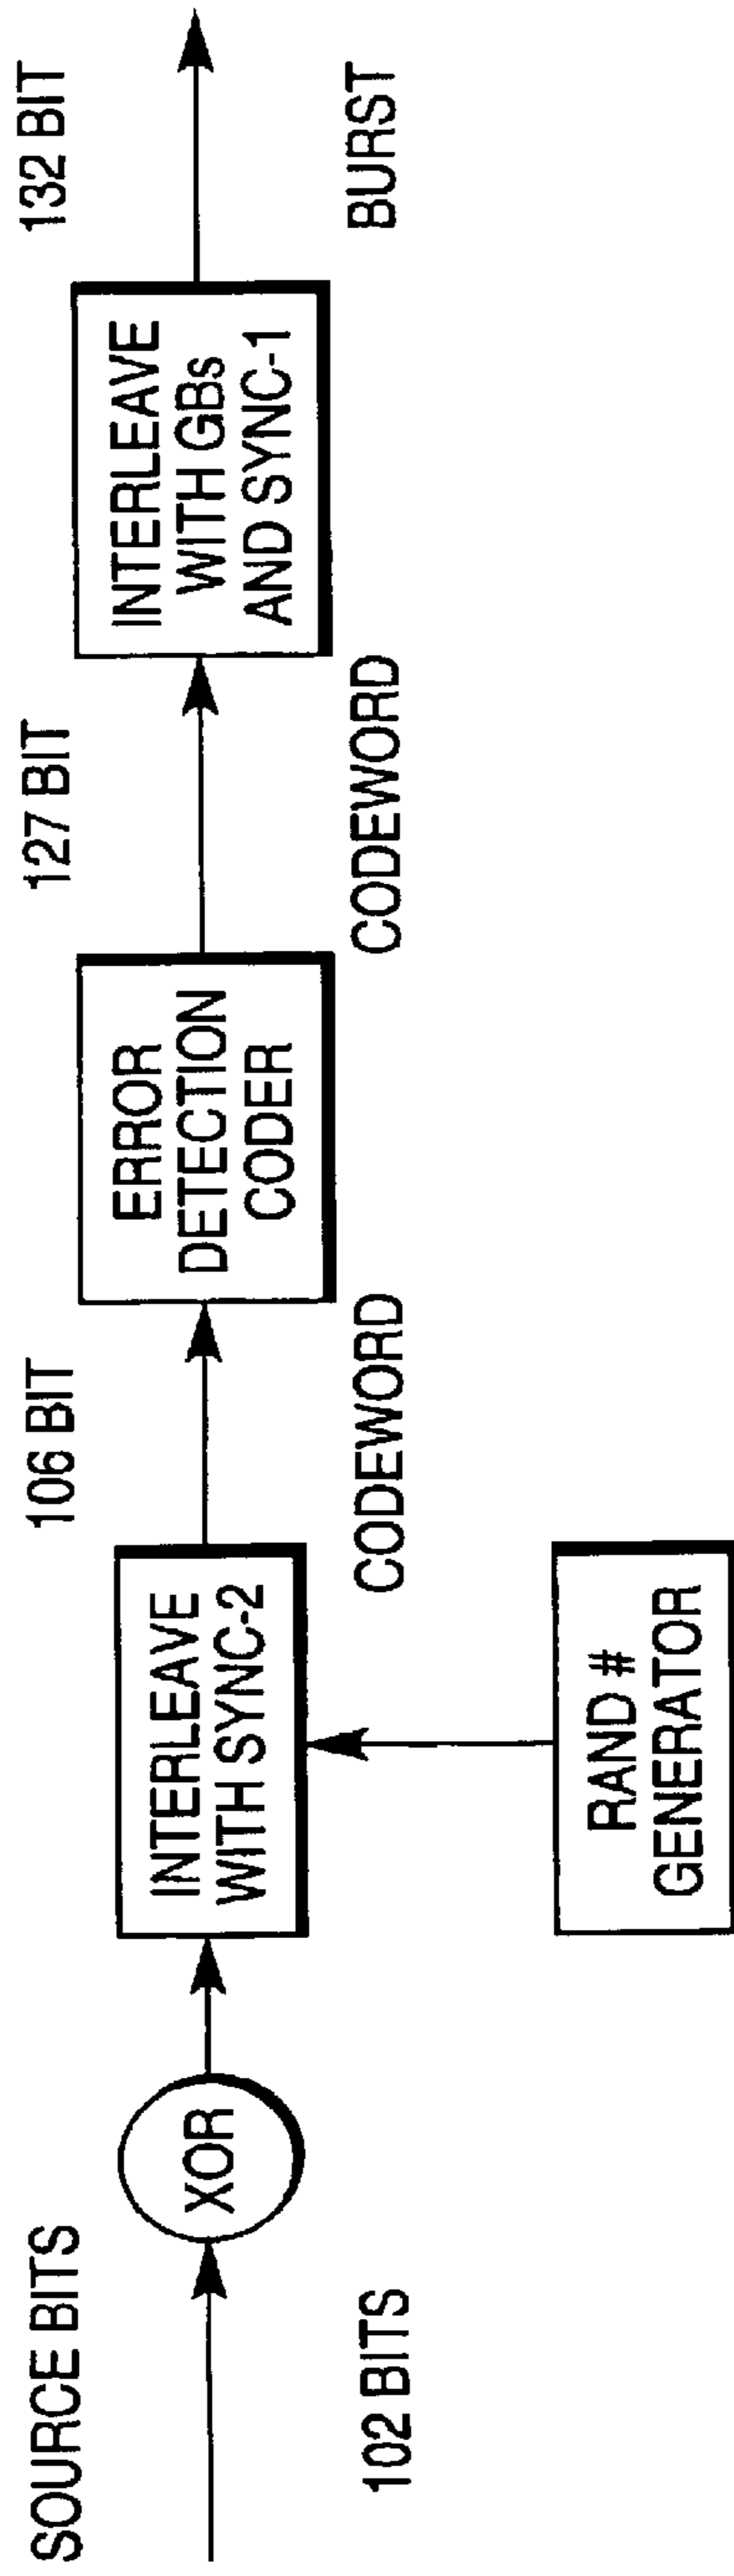 SOURCE BITS
102 BITS
XOR
INTERLEAVE
WITH SYNC-2
RAND #
GENERATOR
106 BIT
CODEWORD
ERROR
DETECTION
CODER
127 BIT
CODEWORD
INTERLEAVE
WITH GBs
AND SYNC-1
132 BIT
BURST